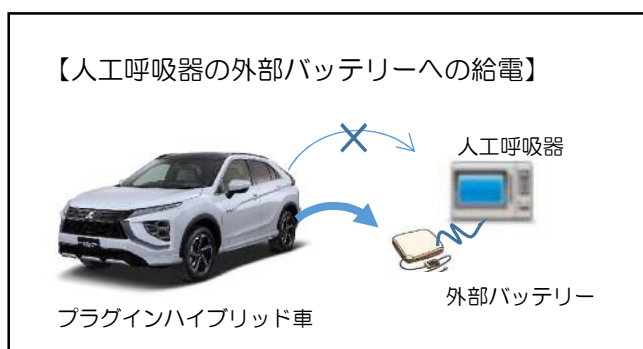 【人工呼吸器の外部バッテリーへの給電】
人工呼吸器
外部バッテリー
プラグインハイブリッド車